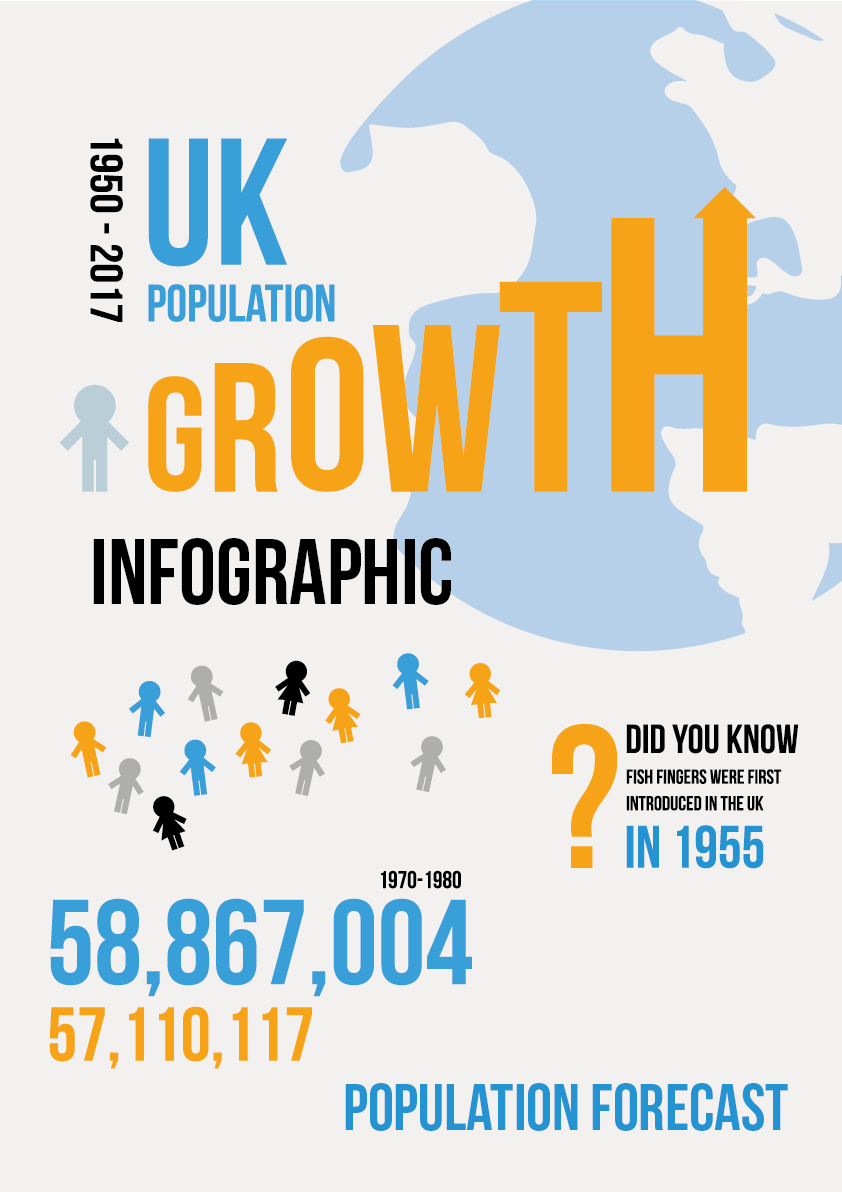 1950 - 2017
UK
POPULATION
GROWTH
INFOGRAPHIC
?
DID YOU KNOW
FISH FINGERS WERE FIRST
INTRODUCED IN THE UK
IN 1955
1970-1980
58,867,004
57,110,117
POPULATION FORECAST